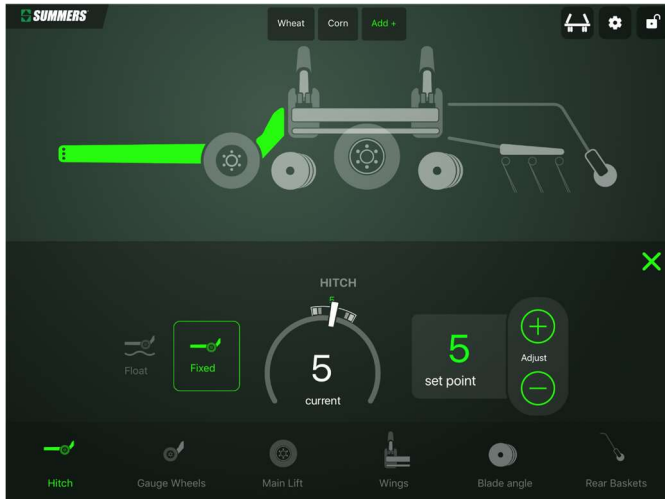 SUMMERS
Wheat Corn Add +
HITCH
5
Float
Fixed
5
current
5
set point
Adjust
Hitch Gauge Wheels Main Lift Wings Blade angle Rear Baskets